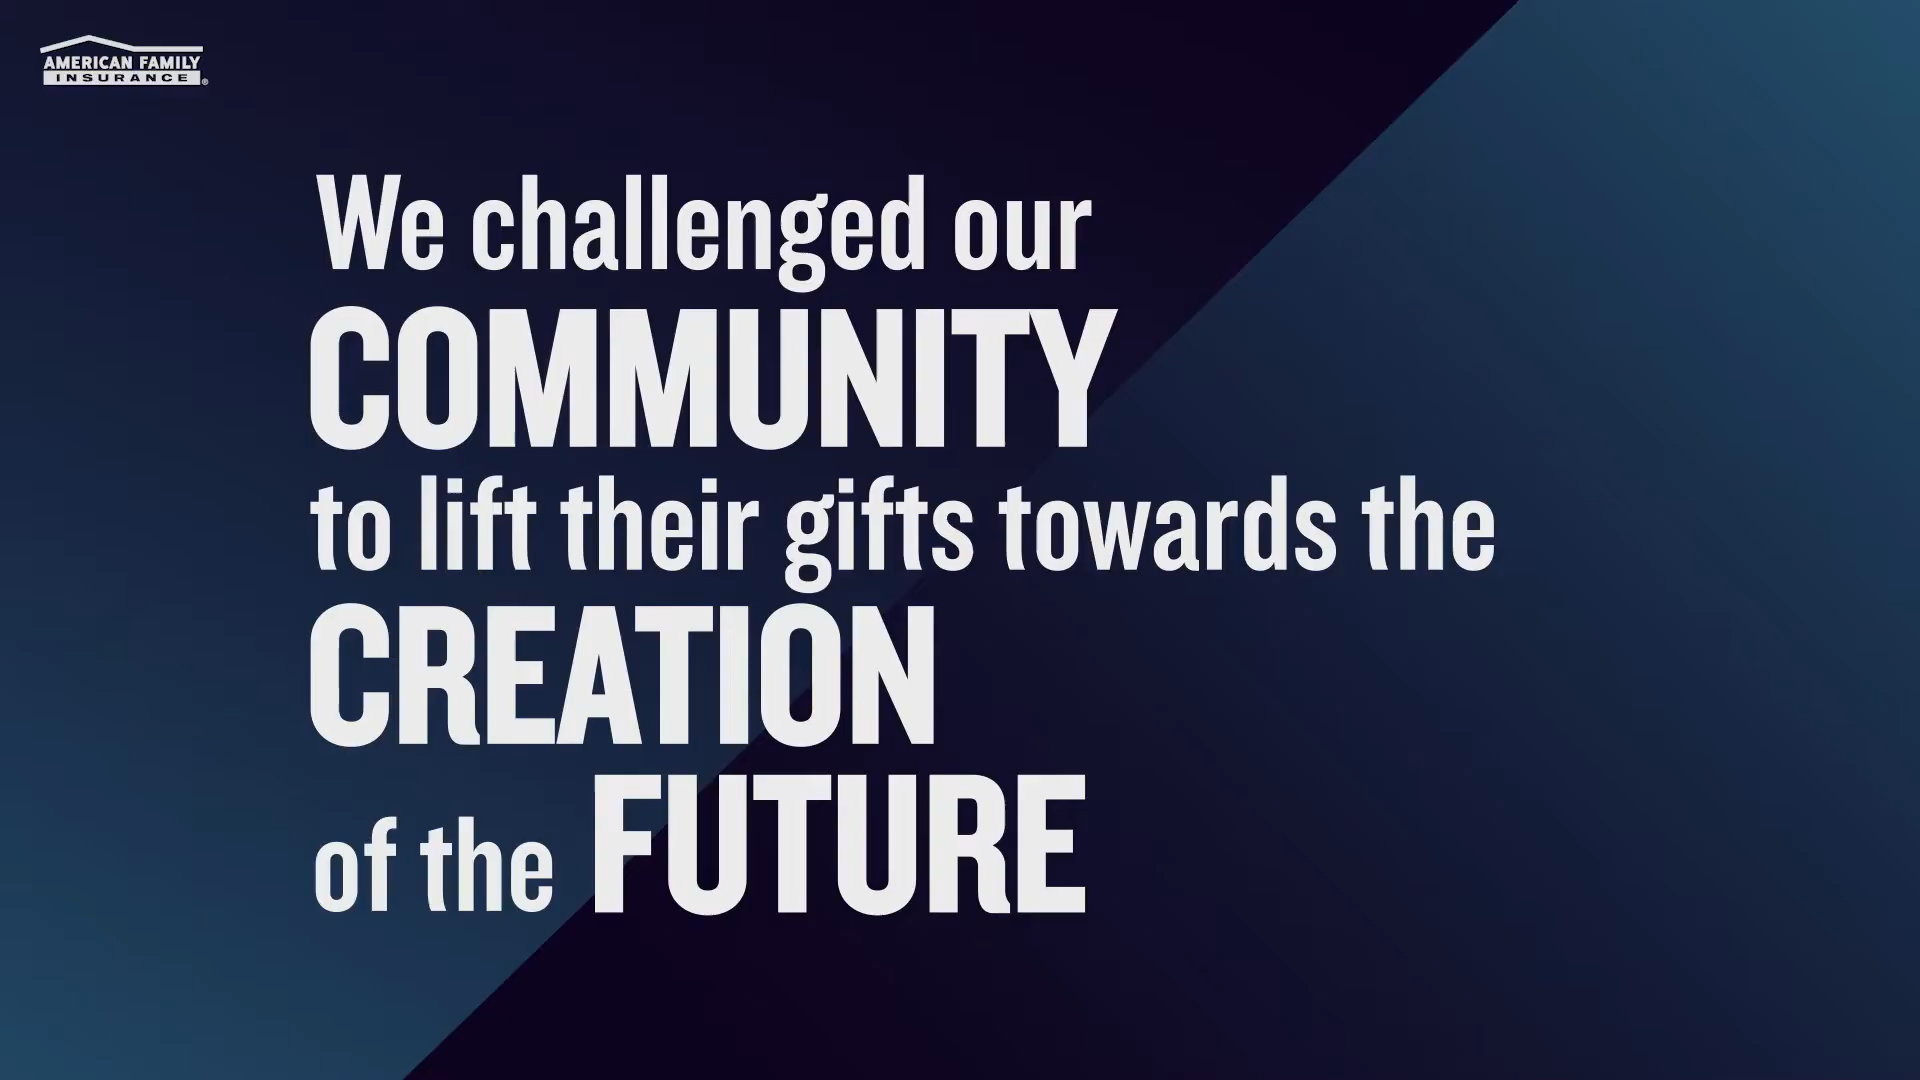 AMERICAN FAMILY
INSURANCE®
We challenged our
COMMUNITY
to lift their gifts towards the
CREATION
of the FUTURE